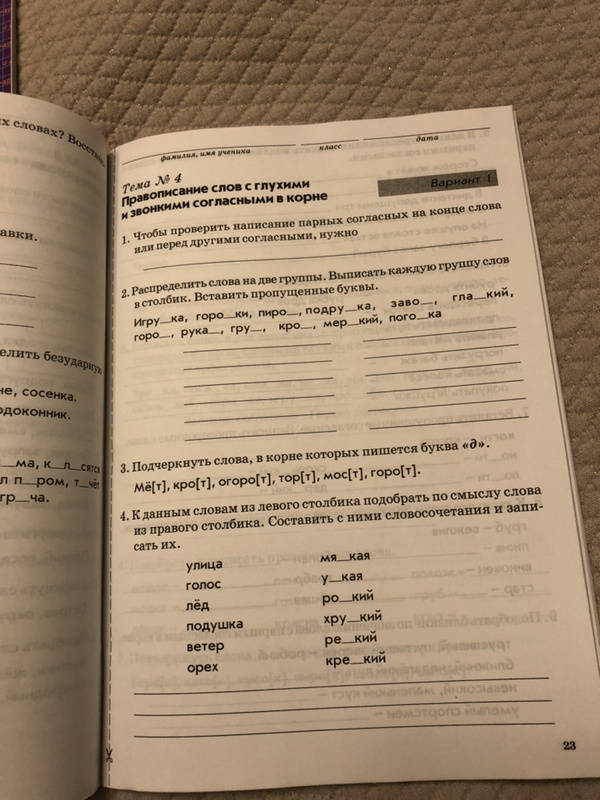 х словах? Восстан
авки.
елить безударную
не, сосенка.
одоконник.
__ма, к__л__сятся
л п__ром, т__чёт
гр__ча.
фамилия, имя ученика класс дата
Тема № 4
Правописание слов с глухими
и звонкими согласными в корне
Вариант 1
1. Чтобы проверить написание парных согласных на конце слова
или перед другими согласными, нужно
2. Распределить слова на две группы. Выписать каждую группу слов
в столбик. Вставить пропущенные буквы.
Игру__ка, горо__ки, пиро__, подру__ка, заво__, гла__кий,
горо__, рука__, гру__, кро__, мер__кий, пого__ка
3. Подчеркнуть слова, в корне которых пишется буква «д».
Мё[т], кро[т], огоро[т], тор[т], мос[т], горо[т].
4. К данным словам из левого столбика подобрать по смыслу слова
из правого столбика. Составить с ними словосочетания и запи-
сать их.
улица мя__кая
голос у__кая
лёд ро__кий
подушка хру__кий
ветер ре__кий
орех кре__кий
23